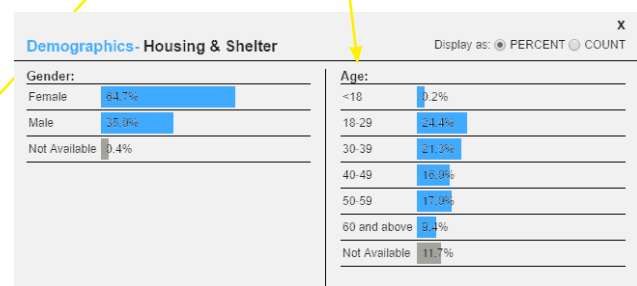 X
Demographics- Housing & Shelter
Display as: PERCENT COUNT
Gender:
Female 64.7%
Male 35.0%
Not Available 0.4%
Age:
<18 0.2%
18-29 24.4%
30-39 21.3%
40-49 16.0%
50-59 17.0%
60 and above 9.4%
Not Available 11.7%